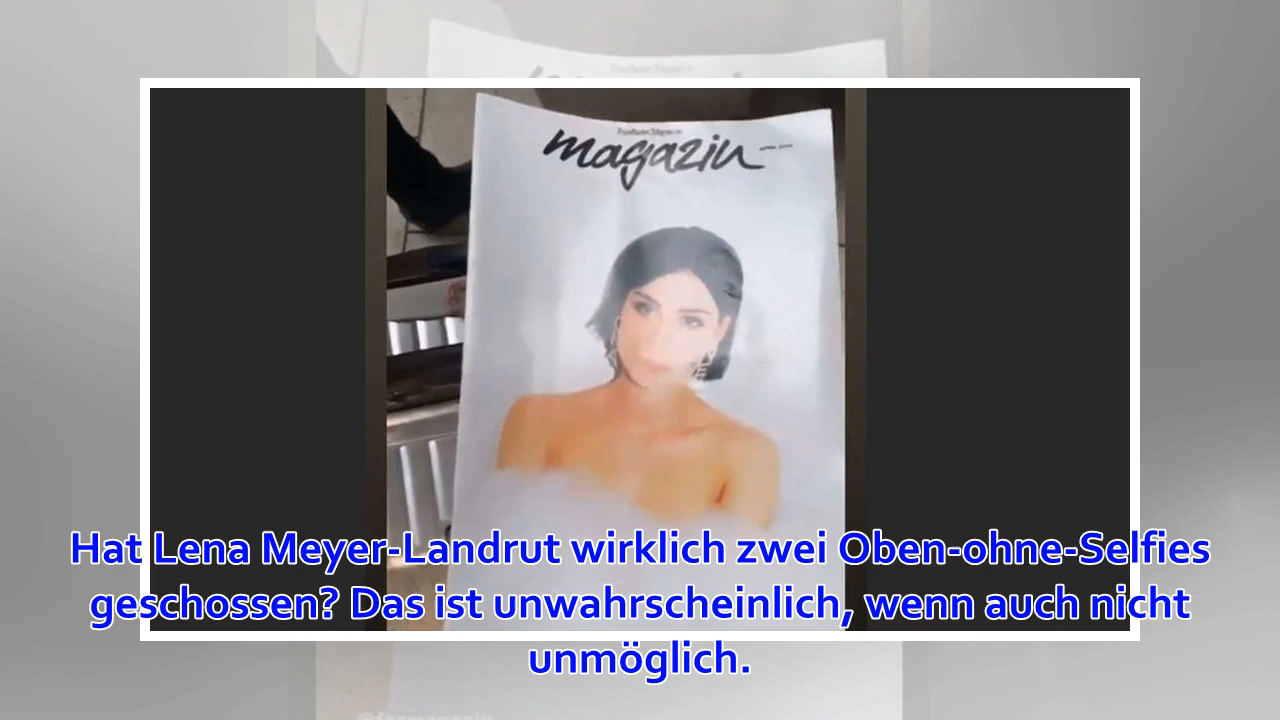 magazin
Hat Lena Meyer-Landrut wirklich zwei Oben-ohne-Selfies
geschossen? Das ist unwahrscheinlich, wenn auch nicht
unmöglich.